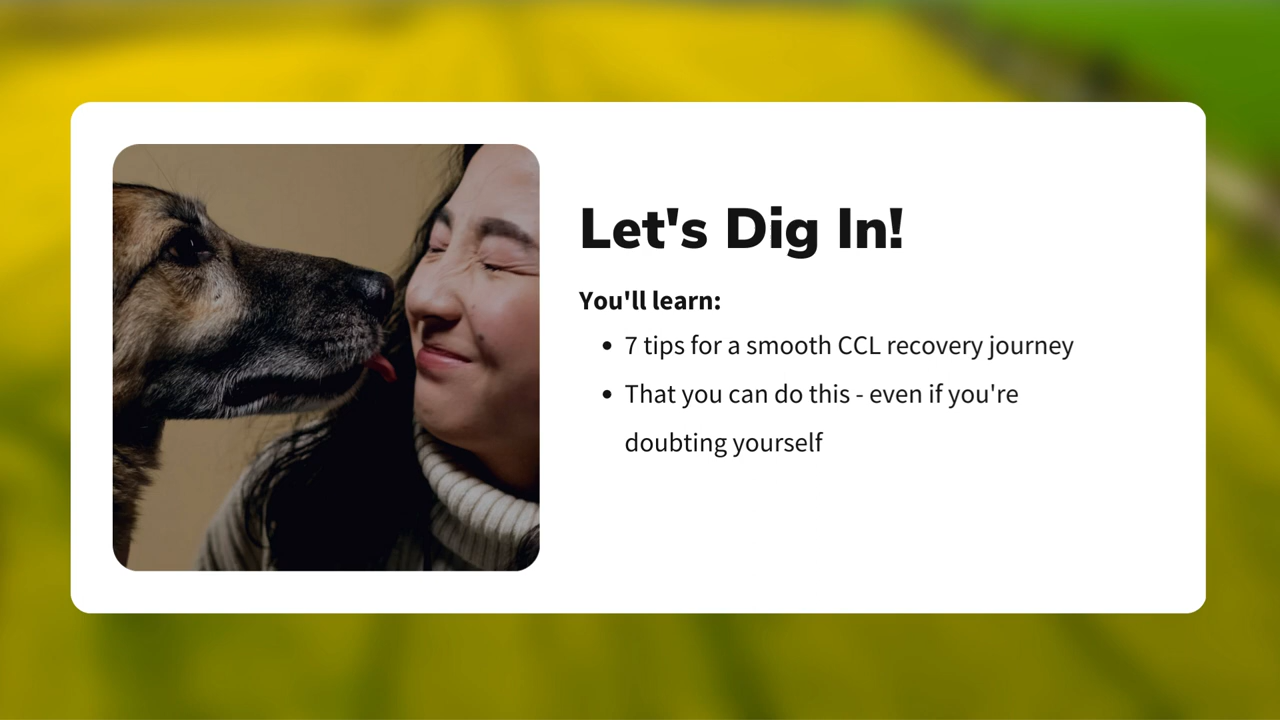 Let's Dig In!
You'll learn:
• 7 tips for a smooth CCL recovery journey
• That you can do this - even if you're
doubting yourself